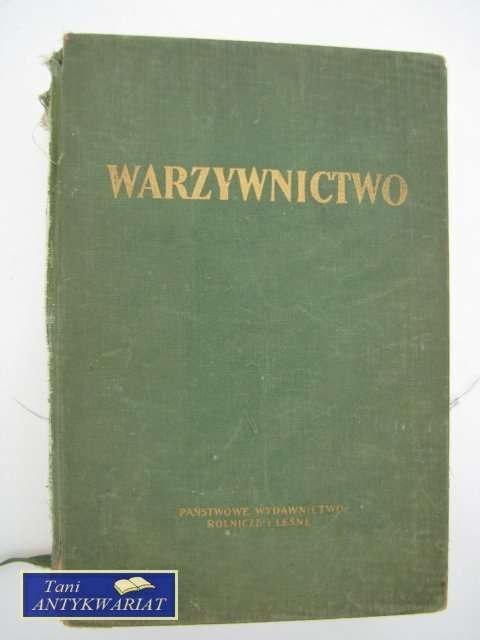 WARZYWNICTWO
PAŃSTWOWE WYDAWNICTWO
ROLNICZE I LEŚNE
Tani
ANTYKWARIAT